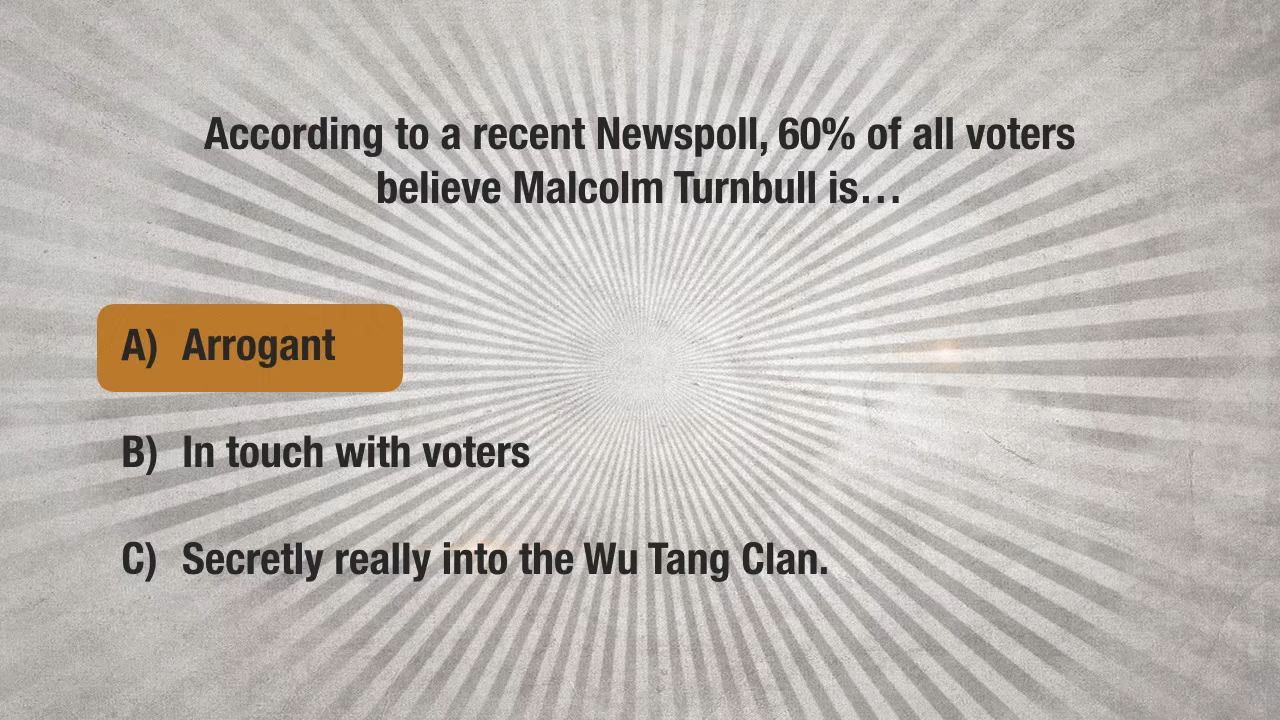 According to a recent Newspoll, 60% of all voters
believe Malcolm Turnbull is…
A) Arrogant
B) In touch with voters
C) Secretly really into the Wu Tang Clan.